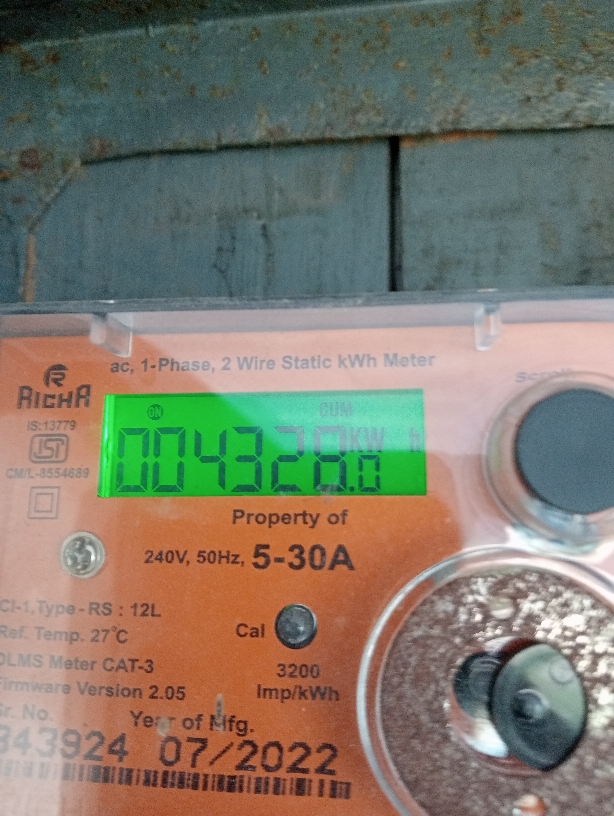 ac, 1-Phase, 2 Wire Static kWh Meter
RICHA
IS:13779
CM/L-8554689
ON CUM
004328.0 KW h
Property of
240V, 50Hz, 5-30A
Cl-1, Type - RS : 12L
Ref. Temp. 27°C
DLMS Meter CAT-3
Firmware Version 2.05
Cal
3200
Imp/kWh
Sr. No.
Year of Mfg.
343924 07/2022